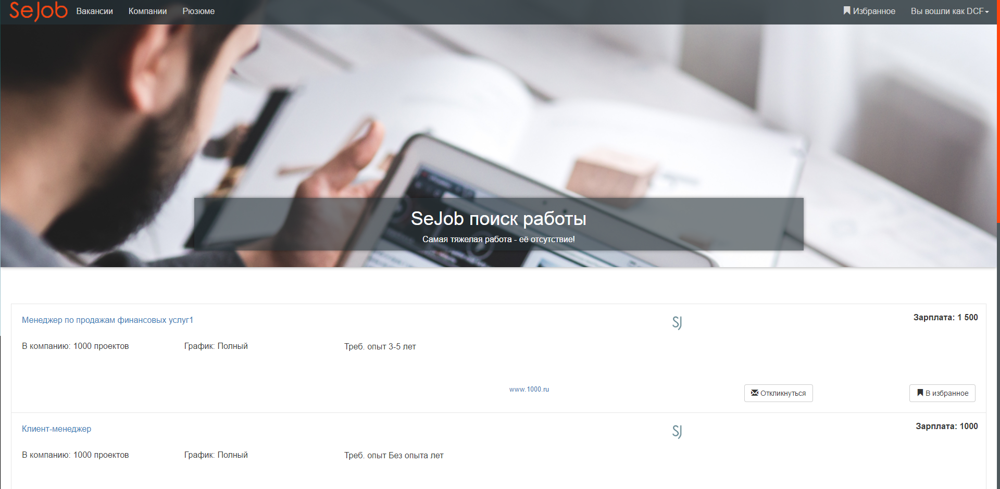 SeJob Вакансии Компании Рюзюме Избранное Вы вошли как DCF
SeJob поиск работы
Самая тяжелая работа - её отсутствие!
Менеджер по продажам финансовых услуг1 SJ Зарплата: 1 500
В компанию: 1000 проектов График: Полный Треб. опыт 3-5 лет
www.1000.ru Откликнуться В избранное
Клиент-менеджер SJ Зарплата: 1000
В компанию: 1000 проектов График: Полный Треб. опыт Без опыта лет